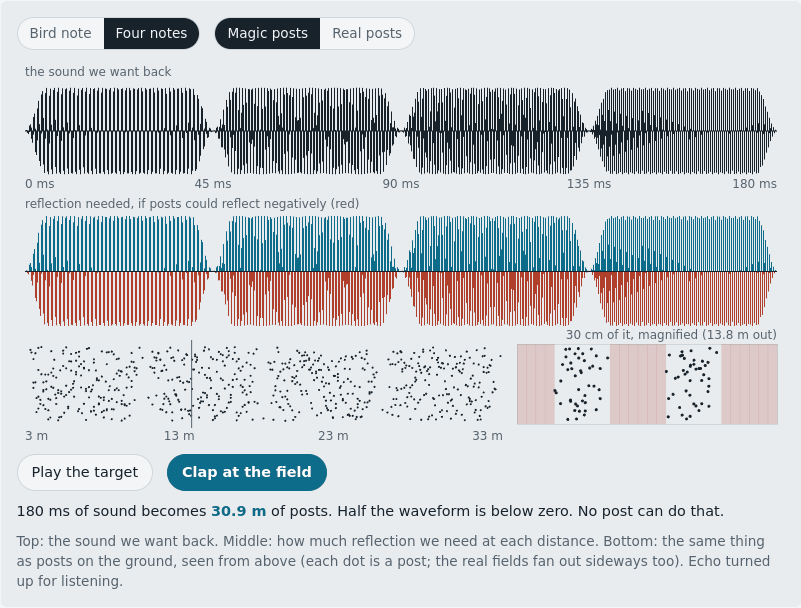 Bird note Four notes Magic posts Real posts
the sound we want back
0 ms 45 ms 90 ms 135 ms 180 ms
reflection needed, if posts could reflect negatively (red)
30 cm of it, magnified (13.8 m out)
3 m 13 m 23 m 33 m
Play the target Clap at the field
180 ms of sound becomes 30.9 m of posts. Half the waveform is below zero. No post can do that.
Top: the sound we want back. Middle: how much reflection we need at each distance. Bottom: the same thing
as posts on the ground, seen from above (each dot is a post; the real fields fan out sideways too). Echo turned
up for listening.